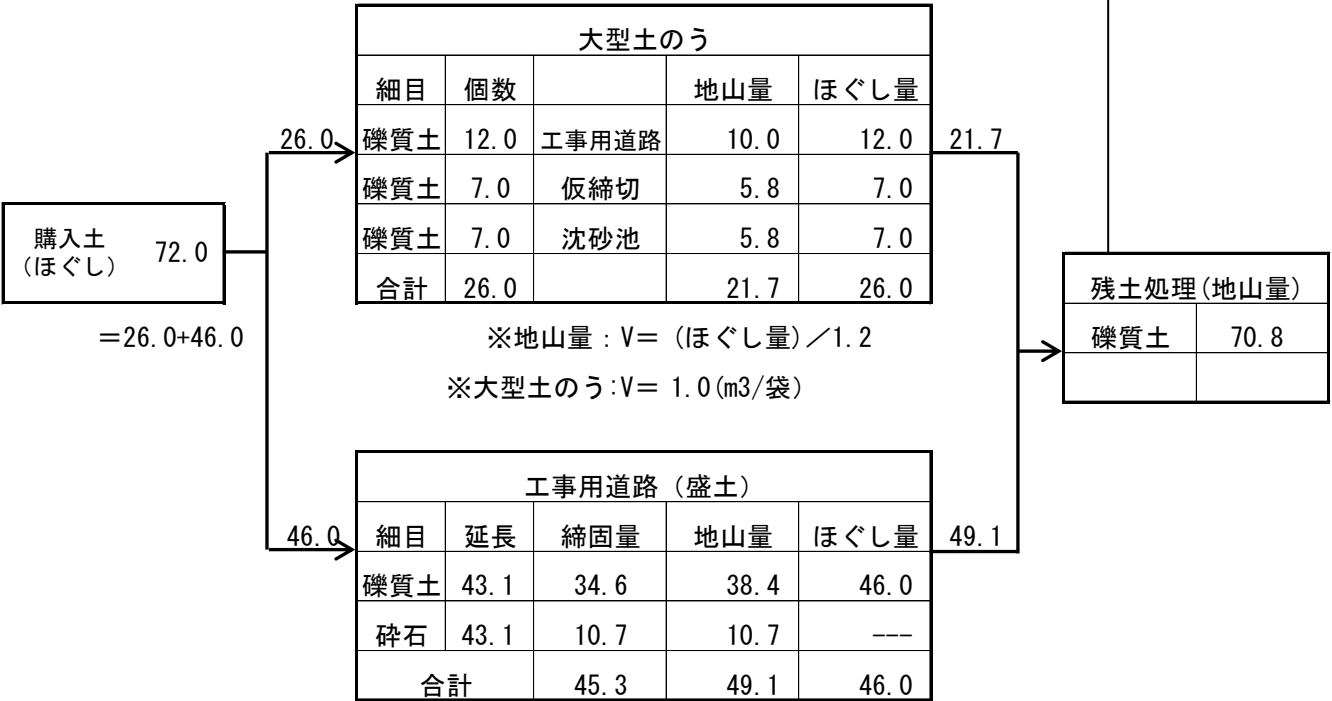 大型土のう
細目 個数 地山量 ほぐし量
26.0 礫質土 12.0 工事用道路 10.0 12.0 21.7
礫質土 7.0 仮締切 5.8 7.0
礫質土 7.0 沈砂池 5.8 7.0
合計 26.0 21.7 26.0
購入土
(ほぐし) 72.0
＝26.0+46.0
※地山量：V＝（ほぐし量)／1.2
※大型土のう:V＝ 1.0(m3/袋）
残土処理(地山量)
礫質土 70.8
工事用道路（盛土）
46.0 細目 延長 締固量 地山量 ほぐし量 49.1
礫質土 43.1 34.6 38.4 46.0
砕石 43.1 10.7 10.7 ---
合計 45.3 49.1 46.0